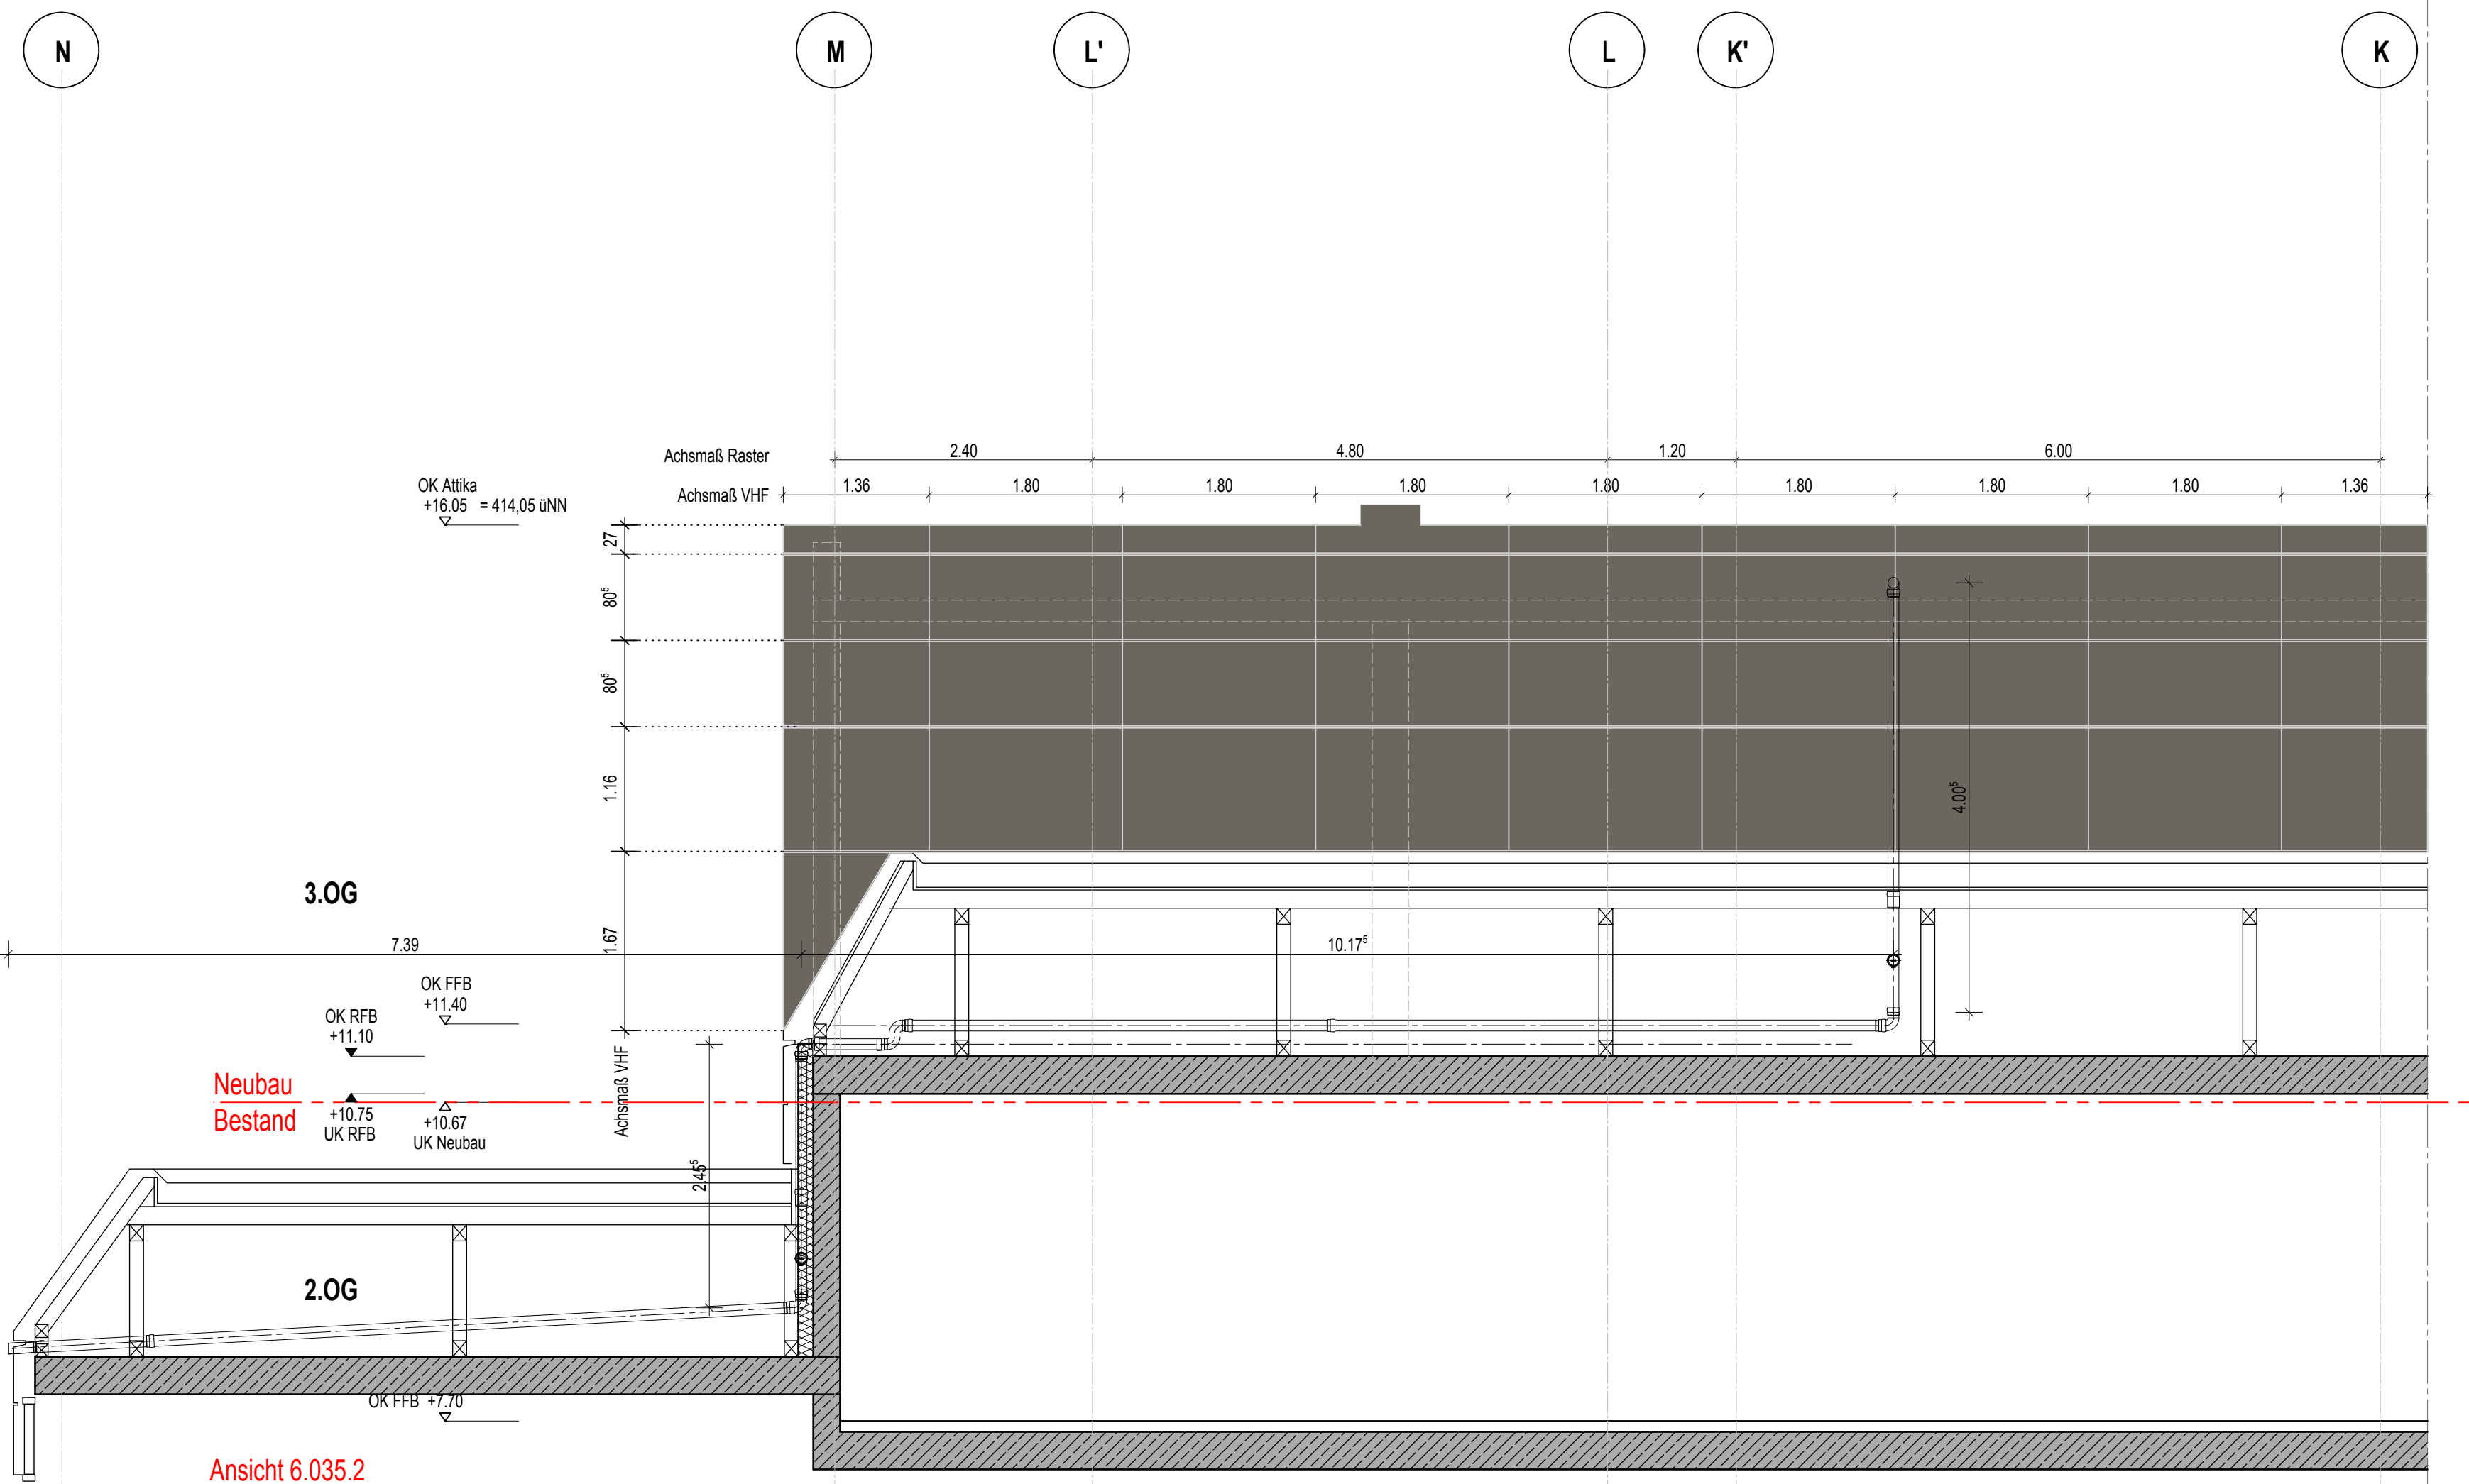 N M L' L K' K
Achsmaß Raster 2.40 4.80 1.20 6.00
OK Attika
+16.05 = 414,05 üNN
Achsmaß VHF 1.36 1.80 1.80 1.80 1.80 1.80 1.80 1.80 1.36
27
80⁵
80⁵
1.16
4.00⁵
3.OG
1.67
7.39 10.17⁵
OK FFB
+11.40
OK RFB
+11.10
Achsmaß VHF
Neubau
Bestand
+10.75
UK RFB
+10.67
UK Neubau
2.45⁵
2.OG
OK FFB +7.70
Ansicht 6.035.2